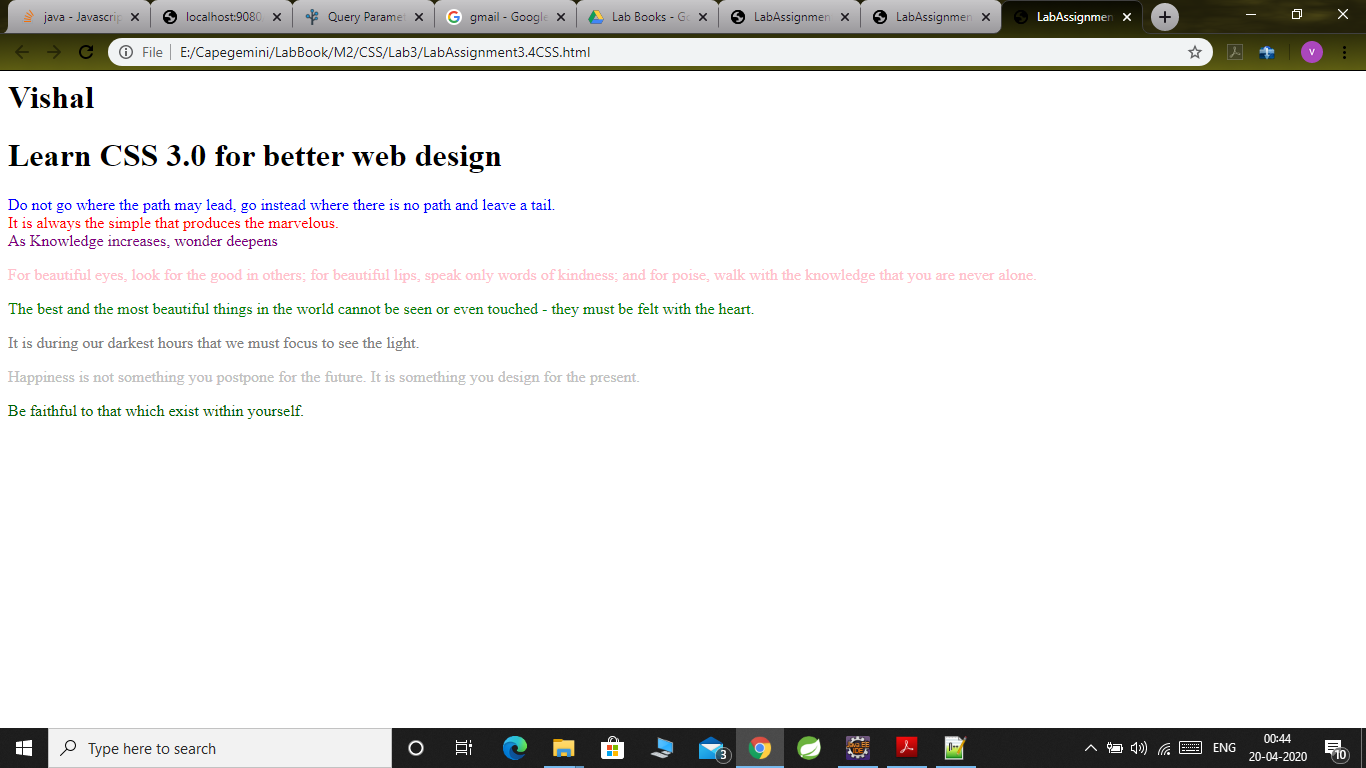 java - Javascrip
localhost:9080
Query Paramet
gmail - Google
Lab Books - Go
LabAssignmen
LabAssignmen
LabAssignmen
File
E:/Capegemini/LabBook/M2/CSS/Lab3/LabAssignment3.4CSS.html
V
Vishal
Learn CSS 3.0 for better web design
Do not go where the path may lead, go instead where there is no path and leave a tail.
It is always the simple that produces the marvelous.
As Knowledge increases, wonder deepens
For beautiful eyes, look for the good in others; for beautiful lips, speak only words of kindness; and for poise, walk with the knowledge that you are never alone.
The best and the most beautiful things in the world cannot be seen or even touched - they must be felt with the heart.
It is during our darkest hours that we must focus to see the light.
Happiness is not something you postpone for the future. It is something you design for the present.
Be faithful to that which exist within yourself.
Type here to search
3
Java EE
IDE
ENG
00:44
20-04-2020
10